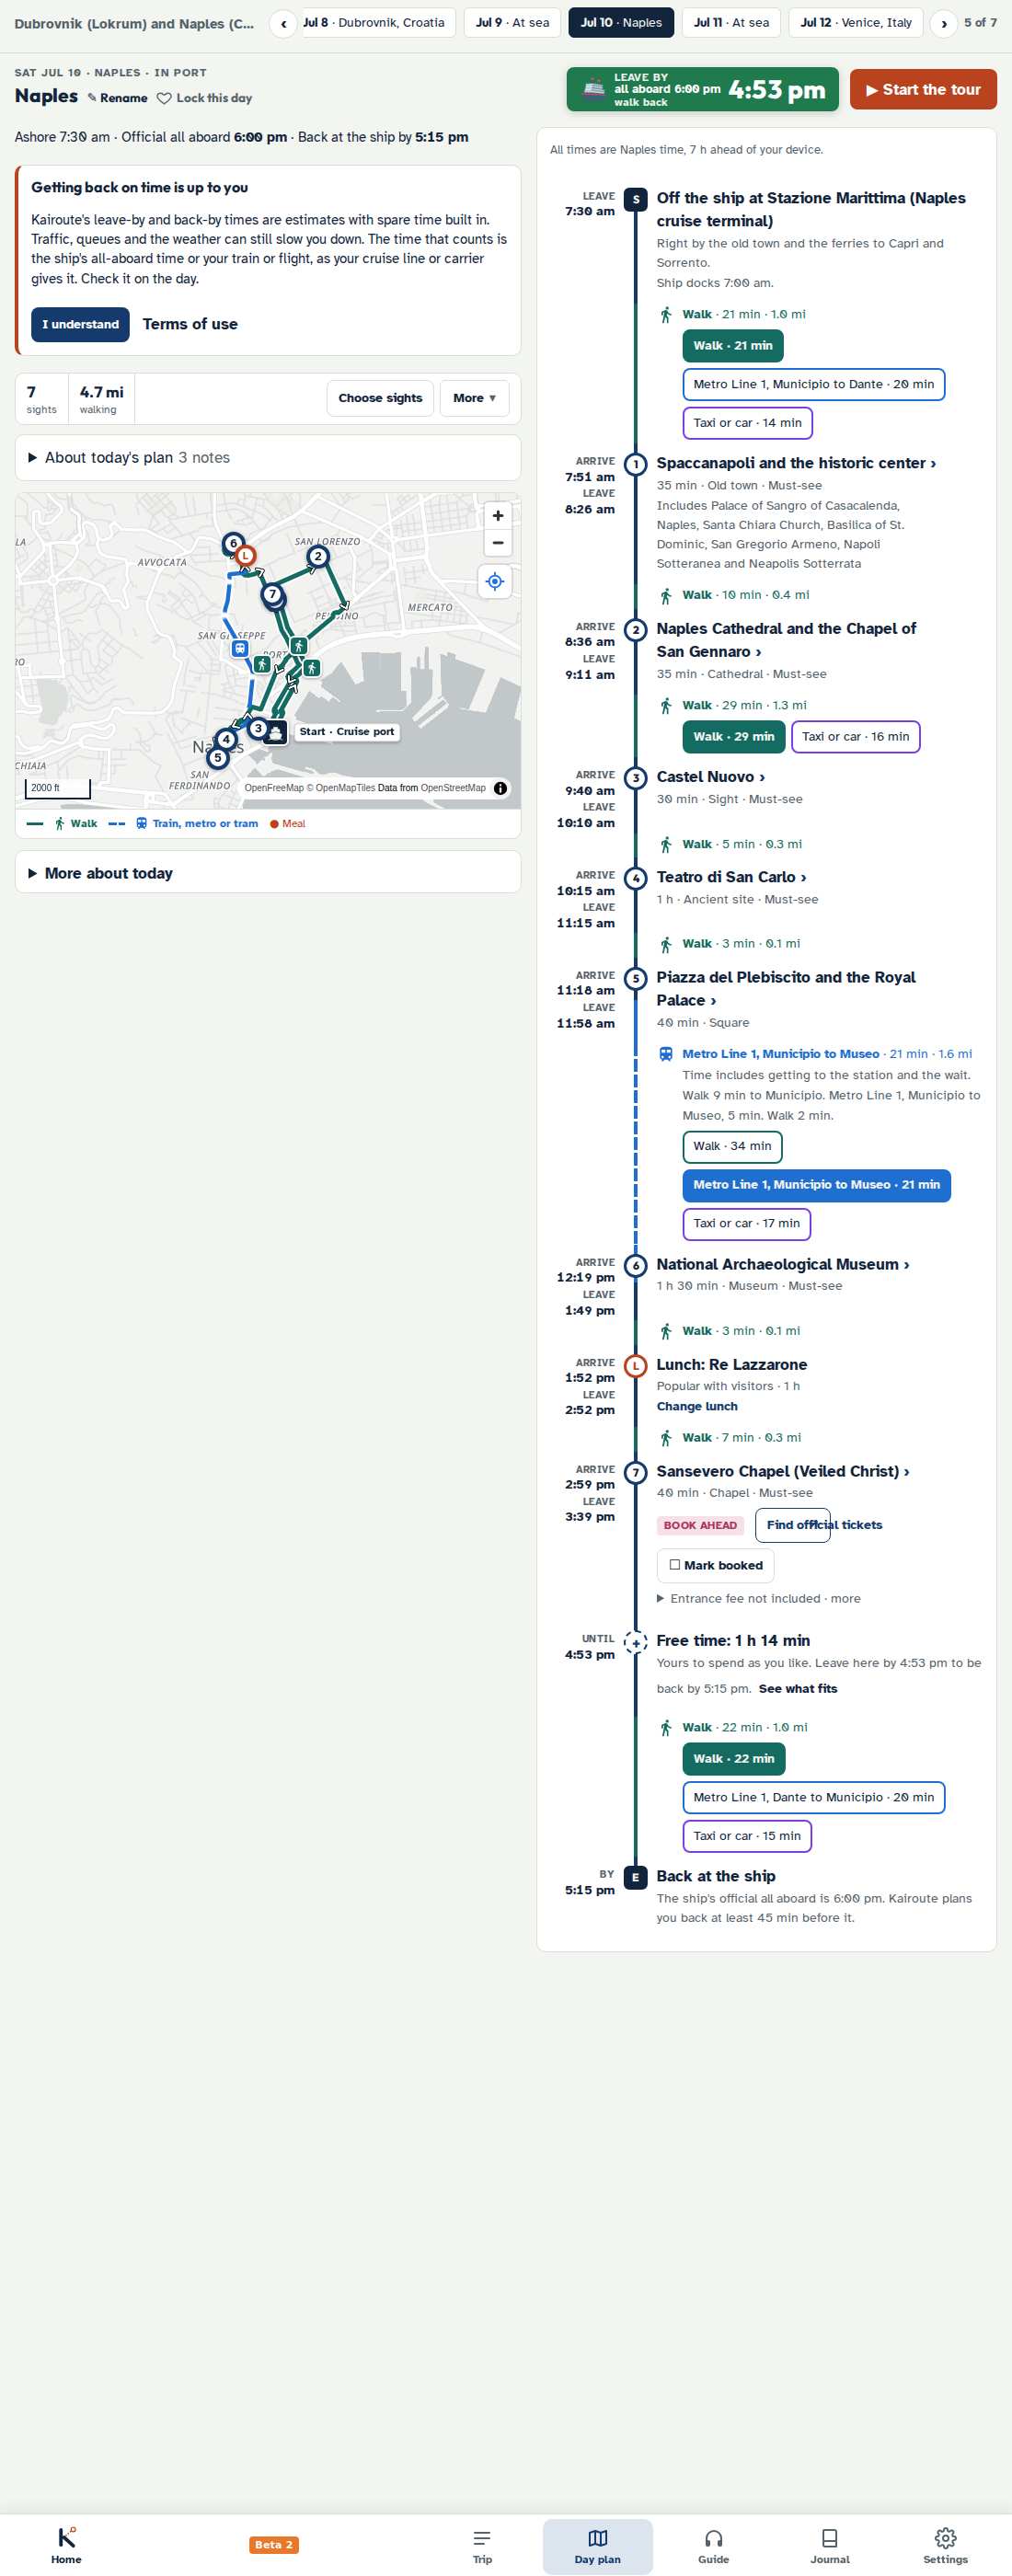 Dubrovnik (Lokrum) and Naples (C...
‹
Jul 8 · Dubrovnik, Croatia
Jul 9 · At sea
Jul 10 · Naples
Jul 11 · At sea
Jul 12 · Venice, Italy
›
5 of 7
SAT JUL 10 · NAPLES · IN PORT
Naples ✎ Rename ♡ Lock this day
LEAVE BY
all aboard 6:00 pm
walk back
4:53 pm
▶ Start the tour
Ashore 7:30 am · Official all aboard 6:00 pm · Back at the ship by 5:15 pm
Getting back on time is up to you
Kairoute's leave-by and back-by times are estimates with spare time built in.
Traffic, queues and the weather can still slow you down. The time that counts is
the ship's all-aboard time or your train or flight, as your cruise line or carrier
gives it. Check it on the day.
I understand
Terms of use
7
sights
4.7 mi
walking
Choose sights
More ▼
▶ About today's plan 3 notes
LA
AVVOCATA
SAN LORENZO
MERCATO
SAN GI SEPPE
PORT
RO
CHIAIA
SAN
FERDINANDO
6
L
2
7
3
4
5
Start · Cruise port
+
−
2000 ft
OpenFreeMap © OpenMapTiles Data from OpenStreetMap
Walk
Train, metro or tram
Meal
▶ More about today
All times are Naples time, 7 h ahead of your device.
LEAVE
7:30 am
S
Off the ship at Stazione Marittima (Naples
cruise terminal)
Right by the old town and the ferries to Capri and
Sorrento.
Ship docks 7:00 am.
Walk · 21 min · 1.0 mi
Walk · 21 min
Metro Line 1, Municipio to Dante · 20 min
Taxi or car · 14 min
ARRIVE
7:51 am
LEAVE
8:26 am
1
Spaccanapoli and the historic center ›
35 min · Old town · Must-see
Includes Palace of Sangro of Casacalenda,
Naples, Santa Chiara Church, Basilica of St.
Dominic, San Gregorio Armeno, Napoli
Sotteranea and Neapolis Sotterrata
Walk · 10 min · 0.4 mi
ARRIVE
8:36 am
LEAVE
9:11 am
2
Naples Cathedral and the Chapel of
San Gennaro ›
35 min · Cathedral · Must-see
Walk · 29 min · 1.3 mi
Walk · 29 min
Taxi or car · 16 min
ARRIVE
9:40 am
LEAVE
10:10 am
3
Castel Nuovo ›
30 min · Sight · Must-see
Walk · 5 min · 0.3 mi
ARRIVE
10:15 am
LEAVE
11:15 am
4
Teatro di San Carlo ›
1 h · Ancient site · Must-see
Walk · 3 min · 0.1 mi
ARRIVE
11:18 am
LEAVE
11:58 am
5
Piazza del Plebiscito and the Royal
Palace ›
40 min · Square
Metro Line 1, Municipio to Museo · 21 min · 1.6 mi
Time includes getting to the station and the wait.
Walk 9 min to Municipio. Metro Line 1, Municipio to
Museo, 5 min. Walk 2 min.
Walk · 34 min
Metro Line 1, Municipio to Museo · 21 min
Taxi or car · 17 min
ARRIVE
12:19 pm
LEAVE
1:49 pm
6
National Archaeological Museum ›
1 h 30 min · Museum · Must-see
Walk · 3 min · 0.1 mi
ARRIVE
1:52 pm
LEAVE
2:52 pm
L
Lunch: Re Lazzarone
Popular with visitors · 1 h
Change lunch
Walk · 7 min · 0.3 mi
ARRIVE
2:59 pm
LEAVE
3:39 pm
7
Sansevero Chapel (Veiled Christ) ›
40 min · Chapel · Must-see
BOOK AHEAD
Find official tickets
☐ Mark booked
▶ Entrance fee not included · more
UNTIL
4:53 pm
+
Free time: 1 h 14 min
Yours to spend as you like. Leave here by 4:53 pm to be
back by 5:15 pm. See what fits
Walk · 22 min · 1.0 mi
Walk · 22 min
Metro Line 1, Dante to Municipio · 20 min
Taxi or car · 15 min
BY
5:15 pm
E
Back at the ship
The ship's official all aboard is 6:00 pm. Kairoute plans
you back at least 45 min before it.
Home
Beta 2
Trip
Day plan
Guide
Journal
Settings